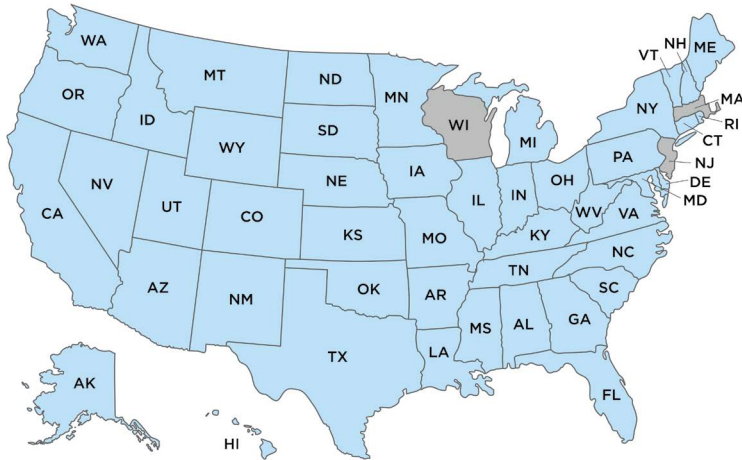 WA
MT
ND
MN
VT
NH
ME
OR
ID
WY
SD
WI
MI
NY
MA
RI
CT
NJ
DE
MD
NV
UT
CO
NE
IA
IL
IN
OH
PA
WV
VA
CA
KS
MO
KY
NC
TN
SC
AZ
NM
OK
AR
MS
AL
GA
LA
TX
FL
AK
HI